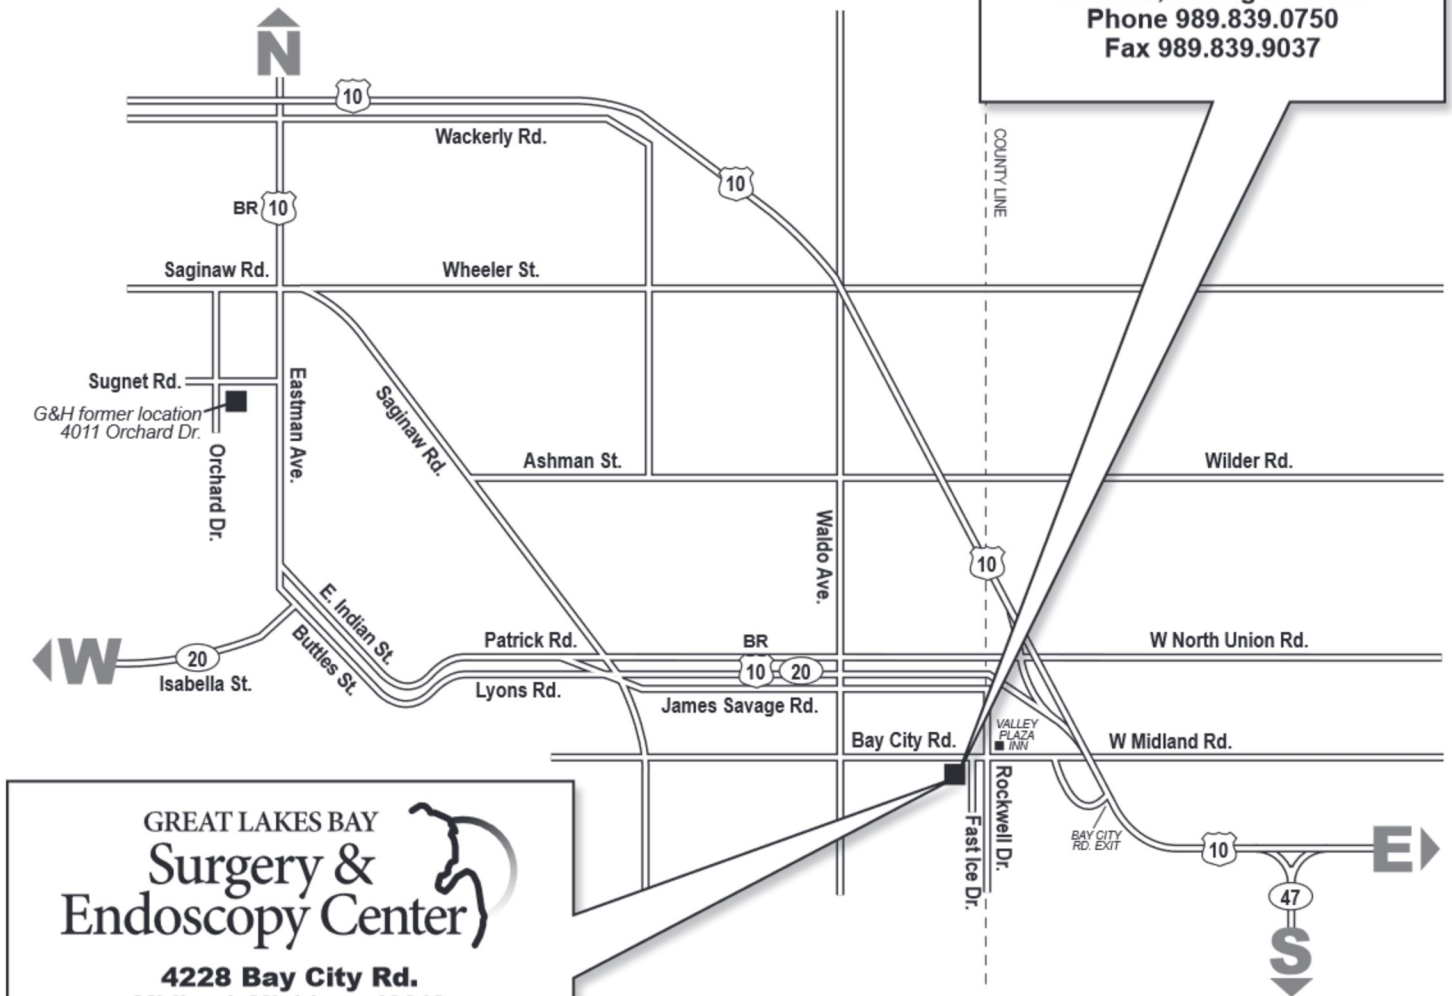 Phone 989.839.0750
Fax 989.839.9037
N
10
Wackerly Rd.
COUNTY LINE
10
BR 10
Saginaw Rd.
Wheeler St.
Sugnet Rd.
G&H former location
4011 Orchard Dr.
Orchard Dr.
Eastman Ave.
Saginaw Rd.
Ashman St.
Wilder Rd.
Waldo Ave.
10
E. Indian St.
Buttles St.
W
20
Isabella St.
Patrick Rd.
Lyons Rd.
BR
10 20
W North Union Rd.
James Savage Rd.
Bay City Rd.
VALLEY
PLAZA
INN
W Midland Rd.
Rockwell Dr.
Fast Ice Dr.
BAY CITY
RD. EXIT
10
E
47
S
GREAT LAKES BAY
Surgery &
Endoscopy Center
4228 Bay City Rd.